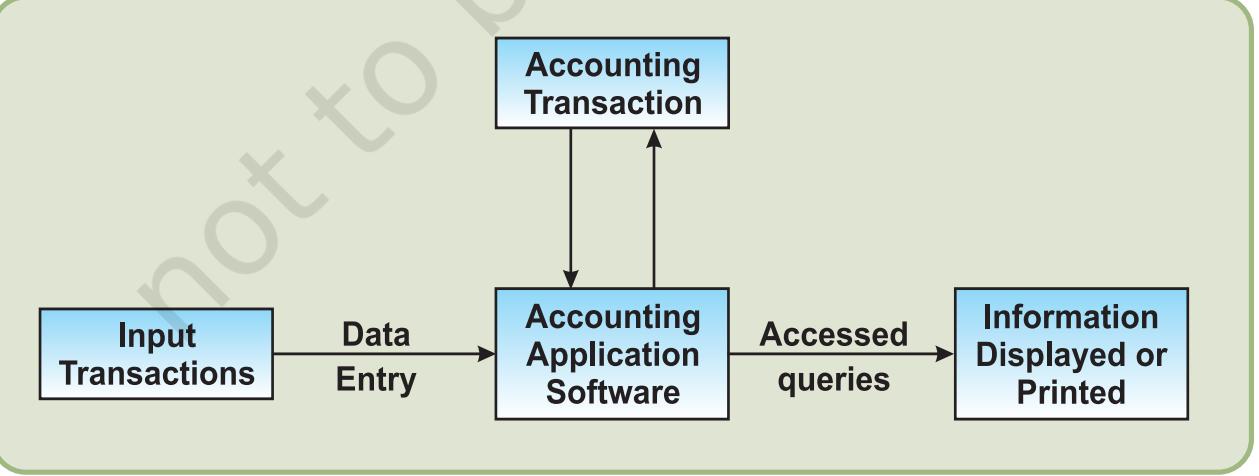 Accounting
Transaction
Input
Transactions
Data
Entry
Accounting
Application
Software
Accessed
queries
Information
Displayed or
Printed
not to b